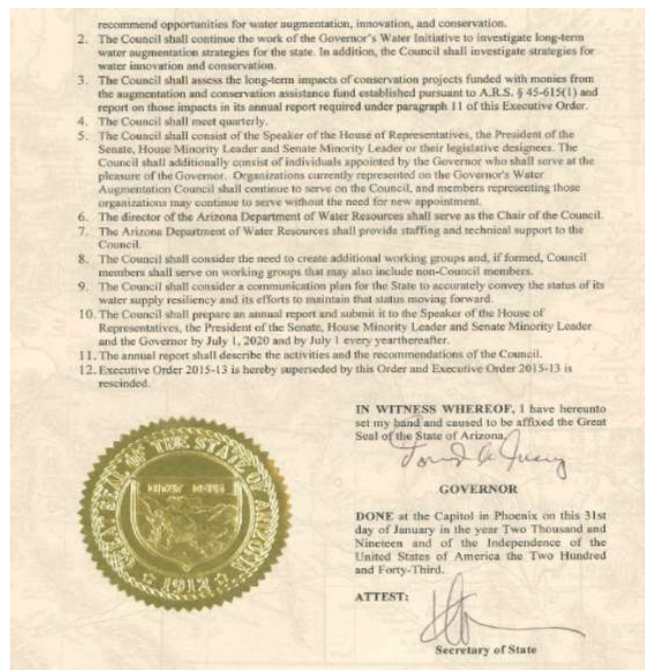 recommend opportunities for water augmentation, innovation, and conservation.
2. The Council shall continue the work of the Governor's Water Initiative to investigate long-term
water augmentation strategies for the state. In addition, the Council shall investigate strategies for
water innovation and conservation.
3. The Council shall assess the long-term impacts of conservation projects funded with monies from
the augmentation and conservation assistance fund established pursuant to A.R.S. § 45-615(1) and
report on those impacts in its annual report required under paragraph 11 of this Executive Order.
4. The Council shall meet quarterly.
5. The Council shall consist of the Speaker of the House of Representatives, the President of the
Senate, House Minority Leader and Senate Minority Leader or their legislative designees. The
Council shall additionally consist of individuals appointed by the Governor who shall serve at the
pleasure of the Governor. Organizations currently represented on the Governor's Water
Augmentation Council shall continue to serve on the Council, and members representing those
organizations may continue to serve without the need for new appointment.
6. The director of the Arizona Department of Water Resources shall serve as the Chair of the Council.
7. The Arizona Department of Water Resources shall provide staffing and technical support to the
Council.
8. The Council shall consider the need to create additional working groups and, if formed, Council
members shall serve on working groups that may also include non-Council members.
9. The Council shall consider a communication plan for the State to accurately convey the status of its
water supply resiliency and its efforts to maintain that status moving forward.
10. The Council shall prepare an annual report and submit it to the Speaker of the House of
Representatives, the President of the Senate, House Minority Leader and Senate Minority Leader
and the Governor by July 1, 2020 and by July 1 every yearthereafter.
11. The annual report shall describe the activities and the recommendations of the Council.
12. Executive Order 2015-13 is hereby superseded by this Order and Executive Order 2015-13 is
rescinded.
IN WITNESS WHEREOF, I have hereunto
set my hand and caused to be affixed the Great
Seal of the State of Arizona.
GOVERNOR
DONE at the Capitol in Phoenix on this 31st
day of January in the year Two Thousand and
Nineteen and of the Independence of the
United States of America the Two Hundred
and Forty-Third.
ATTEST:
Secretary of State
GREAT SEAL OF THE STATE OF ARIZONA
DITAT DEUS
1912